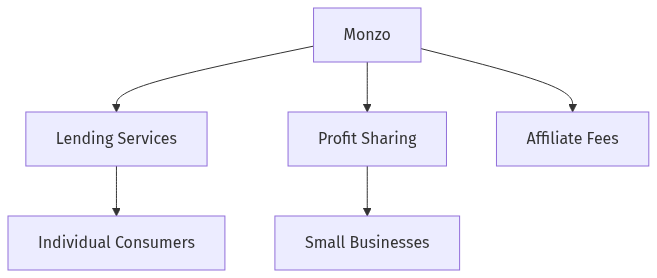 Monzo
Lending Services
Profit Sharing
Affiliate Fees
Individual Consumers
Small Businesses